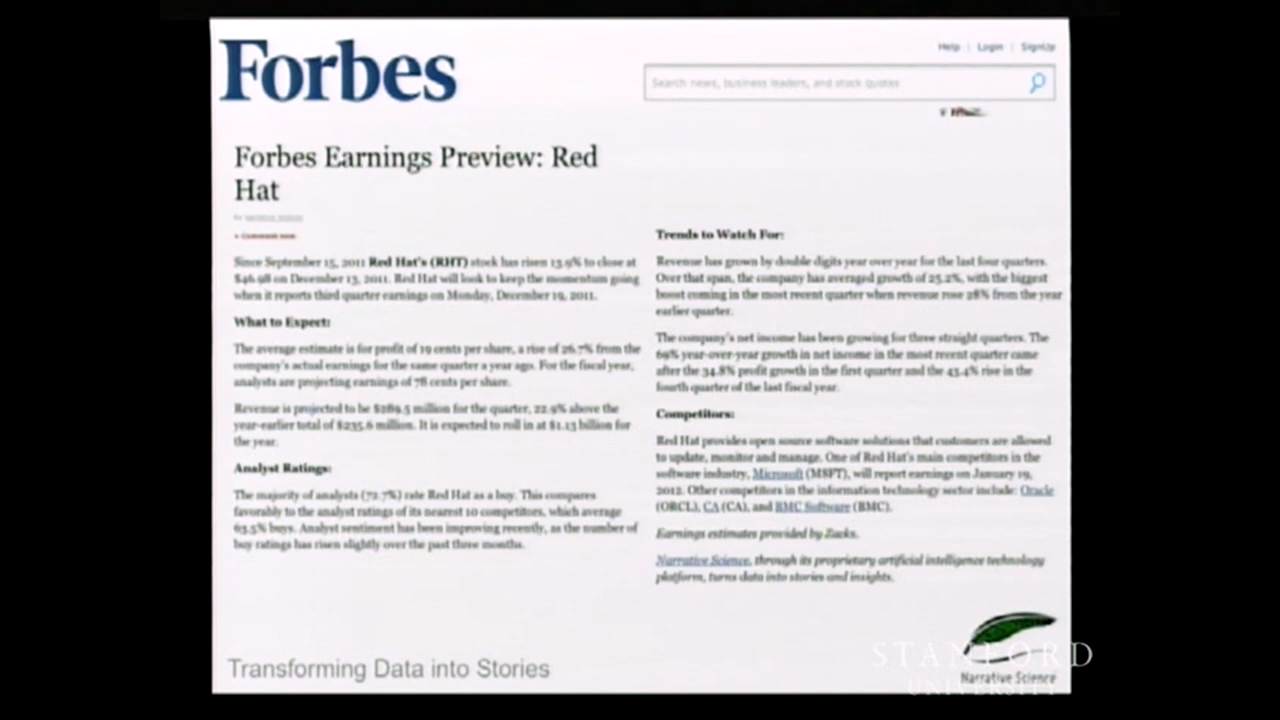 Forbes
Help | Login | SignUp
Search news, business leaders, and stock quotes
Forbes Earnings Preview: Red
Hat
+ Comment now
Since September 15, 2011 Red Hat's (RHT) stock has risen 13.9% to close at
$46.98 on December 13, 2011. Red Hat will look to keep the momentum going
when it reports third quarter earnings on Monday, December 19, 2011.
What to Expect:
The average estimate is for profit of 19 cents per share, a rise of 26.7% from the
company's actual earnings for the same quarter a year ago. For the fiscal year,
analysts are projecting earnings of 78 cents per share.
Revenue is projected to be $289.5 million for the quarter, 22.9% above the
year-earlier total of $235.6 million. It is expected to roll in at $1.13 billion for
the year.
Analyst Ratings:
The majority of analysts (72.7%) rate Red Hat as a buy. This compares
favorably to the analyst ratings of its nearest 10 competitors, which average
63.5% buys. Analyst sentiment has been improving recently, as the number of
buy ratings has risen slightly over the past three months.
Trends to Watch For:
Revenue has grown by double digits year over year for the last four quarters.
Over that span, the company has averaged growth of 25.2%, with the biggest
boost coming in the most recent quarter when revenue rose 28% from the year
earlier quarter.
The company's net income has been growing for three straight quarters. The
69% year-over-year growth in net income in the most recent quarter came
after the 34.8% profit growth in the first quarter and the 43.4% rise in the
fourth quarter of the last fiscal year.
Competitors:
Red Hat provides open source software solutions that customers are allowed
to update, monitor and manage. One of Red Hat's main competitors in the
software industry, Microsoft (MSFT), will report earnings on January 19,
2012. Other competitors in the information technology sector include: Oracle
(ORCL), CA (CA), and BMC Software (BMC).
Earnings estimates provided by Zacks.
Narrative Science, through its proprietary artificial intelligence technology
platform, turns data into stories and insights.
Transforming Data into Stories
Narrative Science
STANFORD
UNIVERSITY